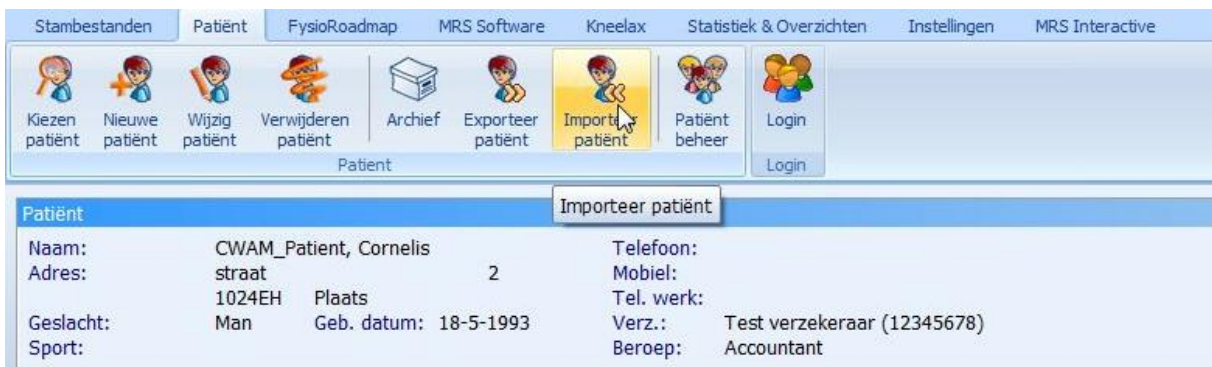 Stambestanden Patiënt FysioRoadmap MRS Software Kneelax Statistiek & Overzichten Instellingen MRS Interactive
Kiezen patiënt
Nieuwe patiënt
Wijzig patiënt
Verwijderen patiënt
Archief
Exporteer patiënt
Importeer patiënt
Patiënt beheer
Login
Patient
Login
Importeer patiënt
Patiënt
Naam: CWAM_Patient, Cornelis Telefoon:
Adres: straat 2 Mobiel:
1024EH Plaats Tel. werk:
Geslacht: Man Geb. datum: 18-5-1993 Verz.: Test verzekeraar (12345678)
Sport: Beroep: Accountant